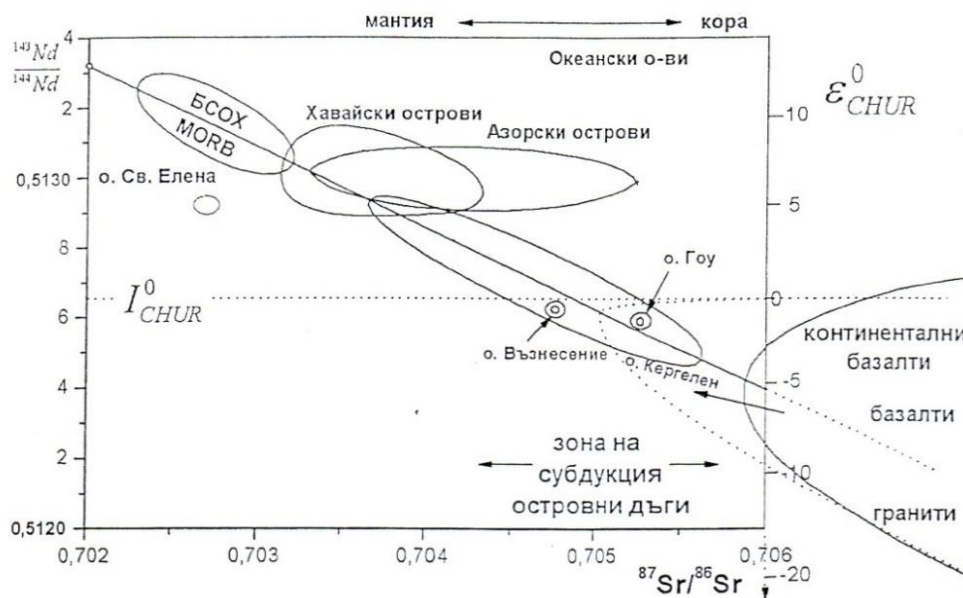 мантия кора
¹⁴³Nd
¹⁴⁴Nd
4
2
0,5130
8
6
4
2
0,5120
Океански о-ви
ε⁰CHUR
БСОХ
MORB
Хавайски острови
Азорски острови
о. Св. Елена
I⁰CHUR
о. Гоу
о. Възнесение
о. Кергелен
10
5
0
-5
-10
-20
континентални
базалти
базалти
гранити
зона на
субдукция
островни дъги
0,702 0,703 0,704 0,705 0,706
⁸⁷Sr/⁸⁶Sr